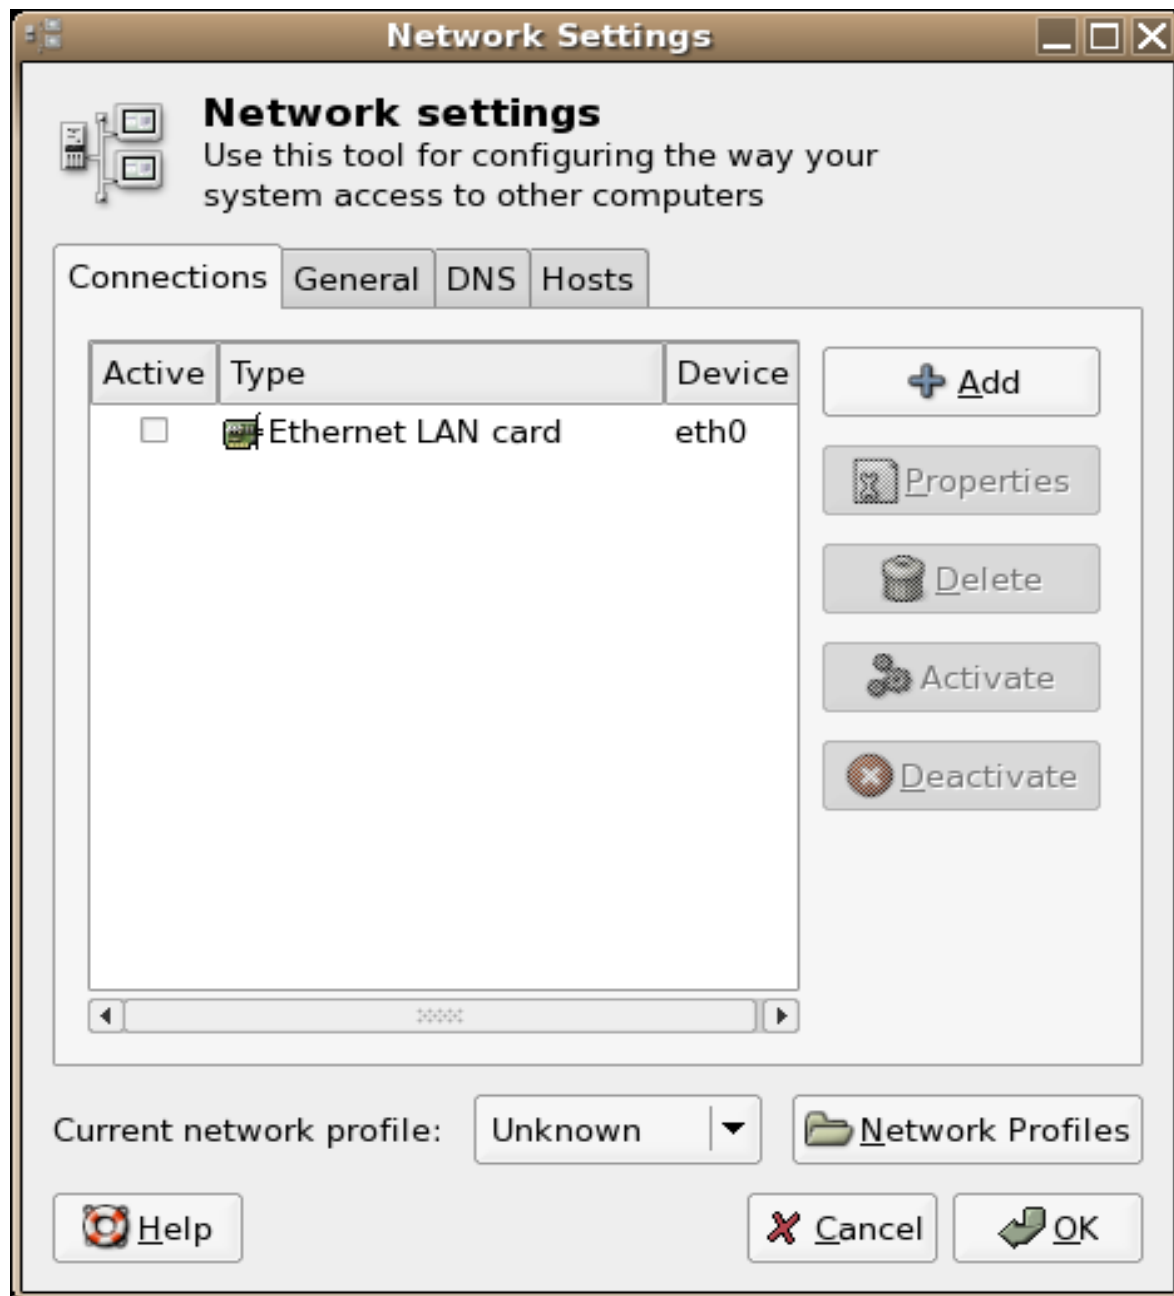 Network Settings
Network settings
Use this tool for configuring the way your
system access to other computers
Connections General DNS Hosts
Active Type Device
Ethernet LAN card eth0
Add
Properties
Delete
Activate
Deactivate
Current network profile: Unknown Network Profiles
Help Cancel OK